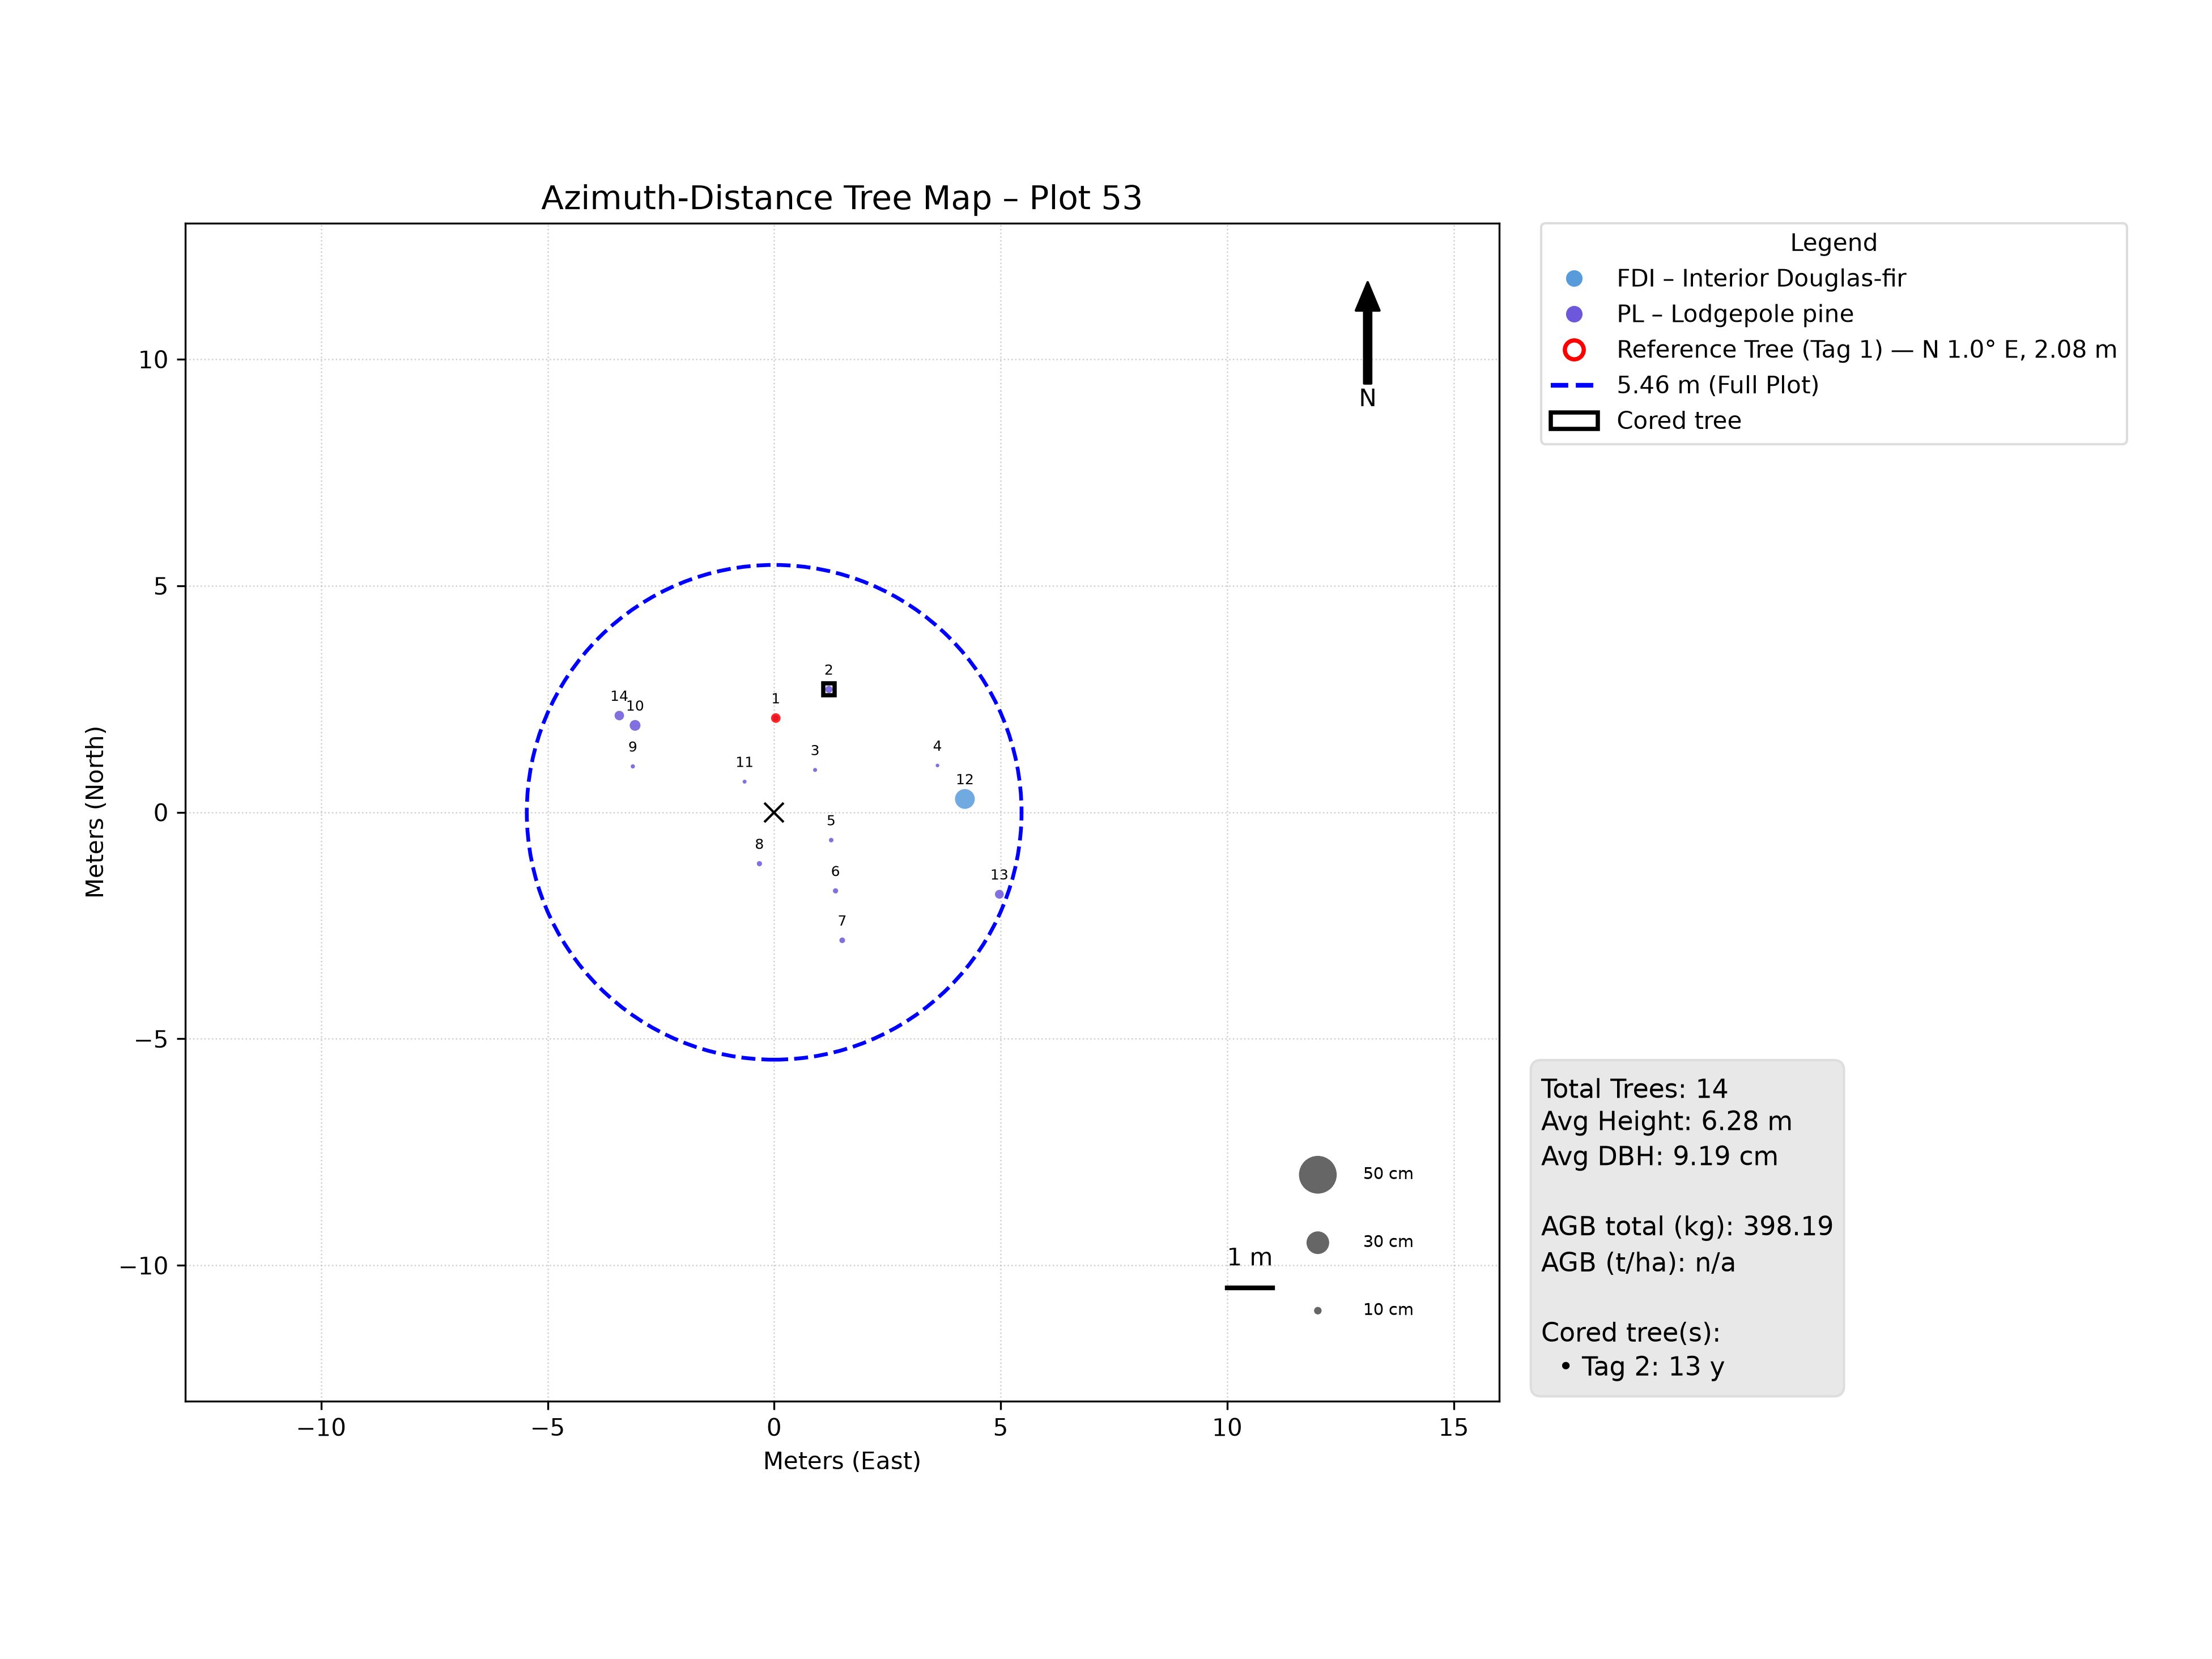 Azimuth-Distance Tree Map – Plot 53
Legend
FDI – Interior Douglas-fir
PL – Lodgepole pine
Reference Tree (Tag 1) — N 1.0° E, 2.08 m
5.46 m (Full Plot)
Cored tree
N
10
5
0
−5
−10
Meters (North)
2
1
14
10
9
11
3
4
12
5
8
6
13
7
50 cm
30 cm
10 cm
1 m
−10
−5
0
5
10
15
Meters (East)
Total Trees: 14
Avg Height: 6.28 m
Avg DBH: 9.19 cm
AGB total (kg): 398.19
AGB (t/ha): n/a
Cored tree(s):
• Tag 2: 13 y